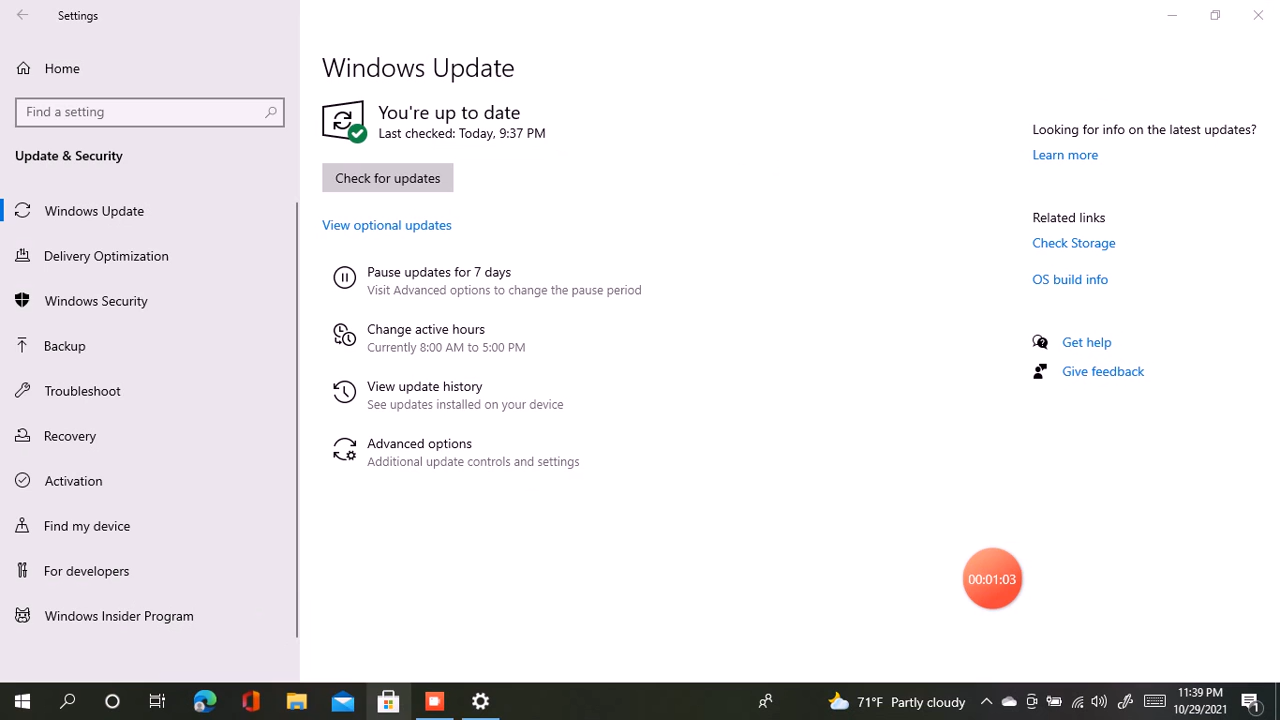 Settings
Home
Find a setting
Update & Security
Windows Update
Delivery Optimization
Windows Security
Backup
Troubleshoot
Recovery
Activation
Find my device
For developers
Windows Insider Program
Windows Update
You're up to date
Last checked: Today, 9:37 PM
Check for updates
View optional updates
Pause updates for 7 days
Visit Advanced options to change the pause period
Change active hours
Currently 8:00 AM to 5:00 PM
View update history
See updates installed on your device
Advanced options
Additional update controls and settings
Looking for info on the latest updates?
Learn more
Related links
Check Storage
OS build info
Get help
Give feedback
00:01:03
71°F Partly cloudy
11:39 PM
10/29/2021
1